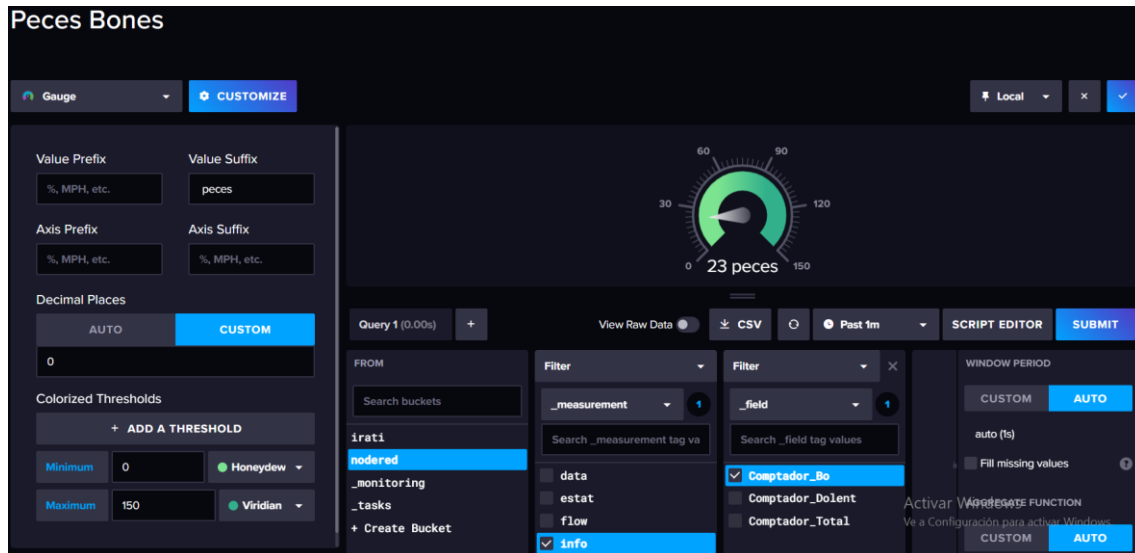 Peces Bones
Gauge
CUSTOMIZE
Local
Value Prefix
Value Suffix
%, MPH, etc.
peces
Axis Prefix
Axis Suffix
%, MPH, etc.
%, MPH, etc.
Decimal Places
AUTO
CUSTOM
0
Colorized Thresholds
+ ADD A THRESHOLD
Minimum
0
Honeydew
Maximum
150
Viridian
60
90
30
120
0
23 peces
150
Query 1 (0.00s)
+
View Raw Data
CSV
Past 1m
SCRIPT EDITOR
SUBMIT
FROM
Search buckets
irati
nodered
_monitoring
_tasks
+ Create Bucket
Filter
_measurement
1
Search _measurement tag va
data
estat
flow
info
Filter
_field
1
Search _field tag values
Comptador_Bo
Comptador_Dolent
Comptador_Total
WINDOW PERIOD
CUSTOM
AUTO
auto (1s)
Fill missing values
?
AGGREGATE FUNCTION
CUSTOM
AUTO
Activar Windows
Ve a Configuración para activar Windows.